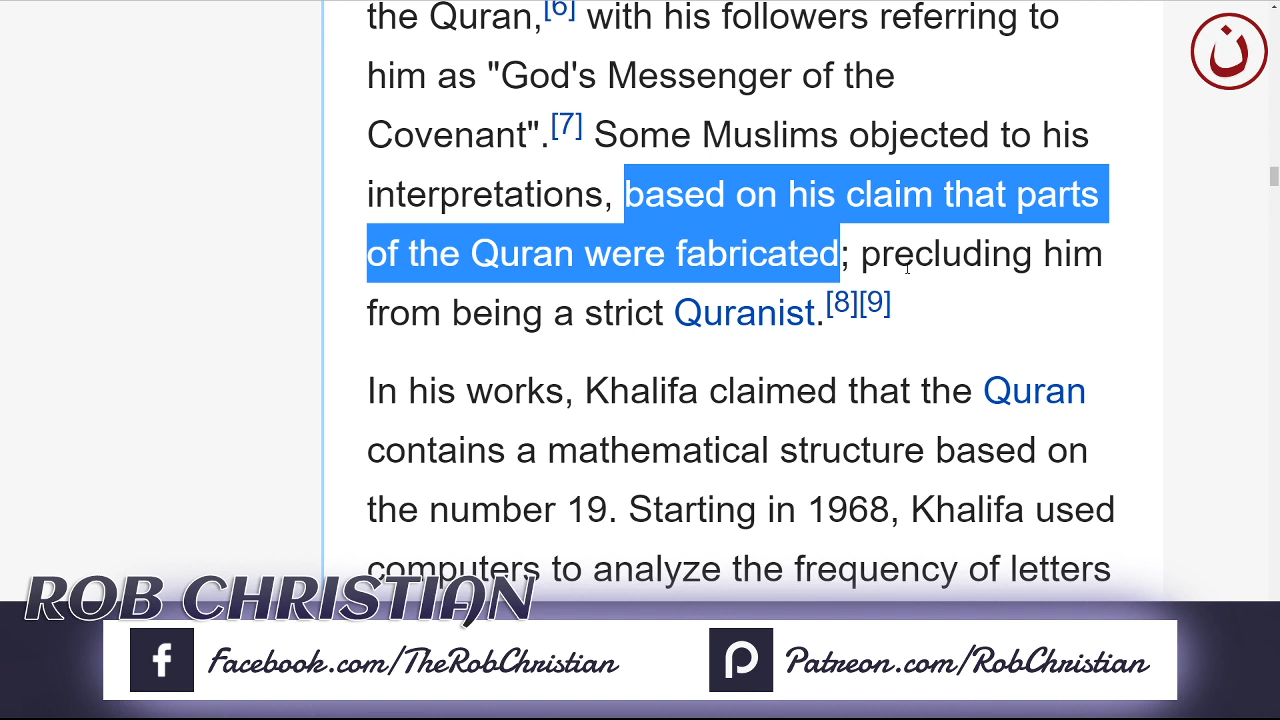 the Quran,[6] with his followers referring to
him as "God's Messenger of the
Covenant".[7] Some Muslims objected to his
interpretations, based on his claim that parts
of the Quran were fabricated; precluding him
from being a strict Quranist.[8][9]
In his works, Khalifa claimed that the Quran
contains a mathematical structure based on
the number 19. Starting in 1968, Khalifa used
computers to analyze the frequency of letters
ن
ROB CHRISTIAN
f Facebook.com/TheRobChristian
Patreon.com/RobChristian